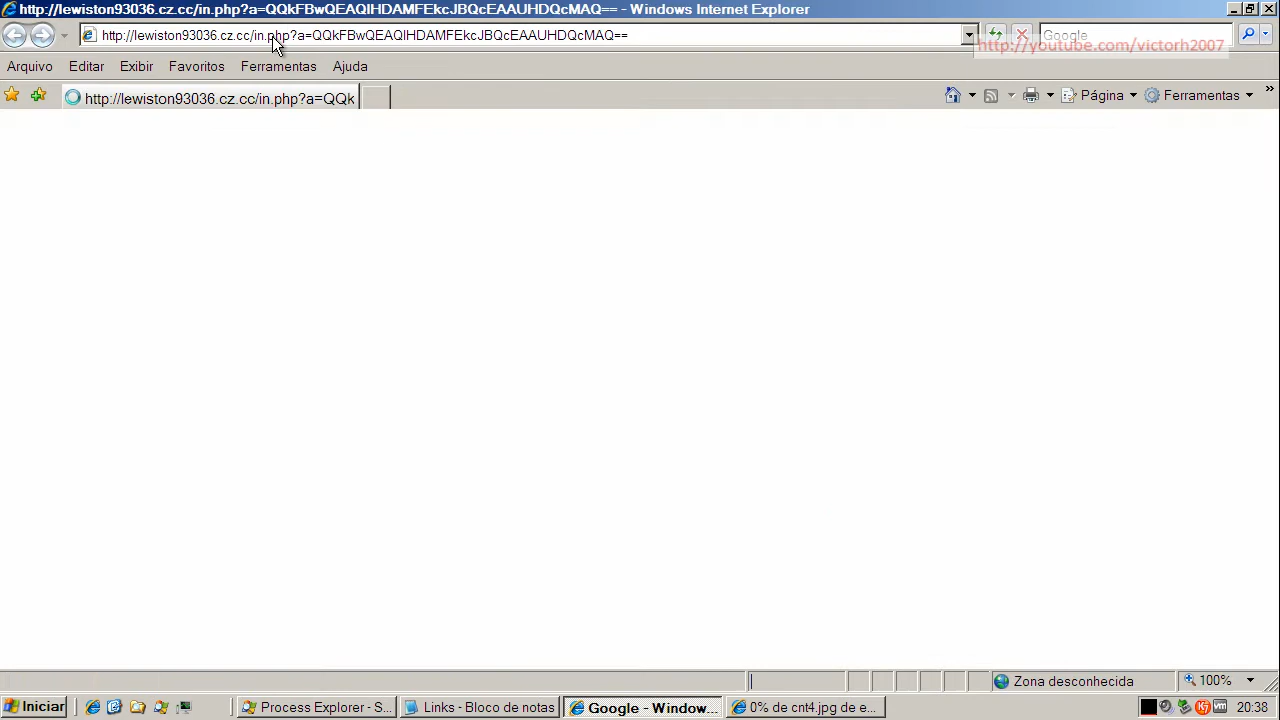 http://lewiston93036.cz.cc/in.php?a=QQkFBwQEAQIHDAMFEkcJBQcEAAUHDQcMAQ== - Windows Internet Explorer
http://lewiston93036.cz.cc/in.php?a=QQkFBwQEAQIHDAMFEkcJBQcEAAUHDQcMAQ==
Google
http://youtube.com/victorh2007
Arquivo Editar Exibir Favoritos Ferramentas Ajuda
http://lewiston93036.cz.cc/in.php?a=QQk
Página Ferramentas »
Zona desconhecida 100%
Iniciar
Process Explorer - S...
Links - Bloco de notas
Google - Window...
0% de cnt4.jpg de e...
K7
vm
20:38